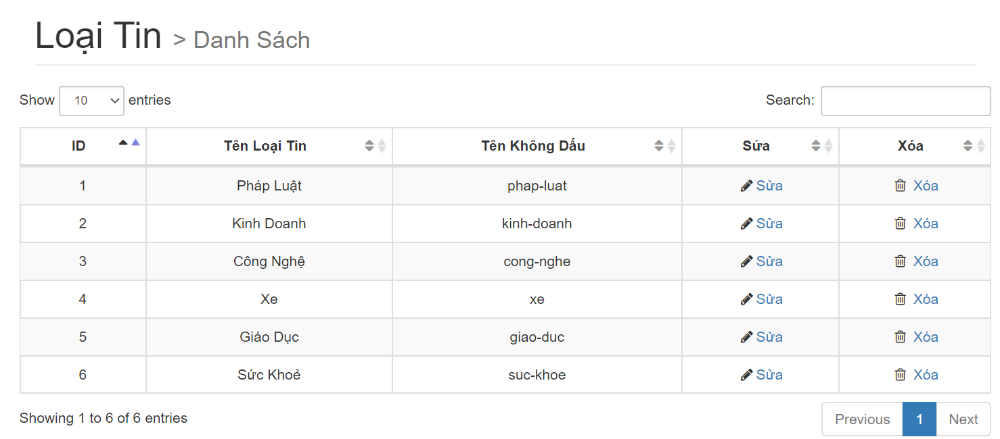 Loại Tin > Danh Sách
Show 10 entries Search:
ID Tên Loại Tin Tên Không Dấu Sửa Xóa
1 Pháp Luật phap-luat Sửa Xóa
2 Kinh Doanh kinh-doanh Sửa Xóa
3 Công Nghệ cong-nghe Sửa Xóa
4 Xe xe Sửa Xóa
5 Giáo Dục giao-duc Sửa Xóa
6 Sức Khoẻ suc-khoe Sửa Xóa
Showing 1 to 6 of 6 entries Previous 1 Next